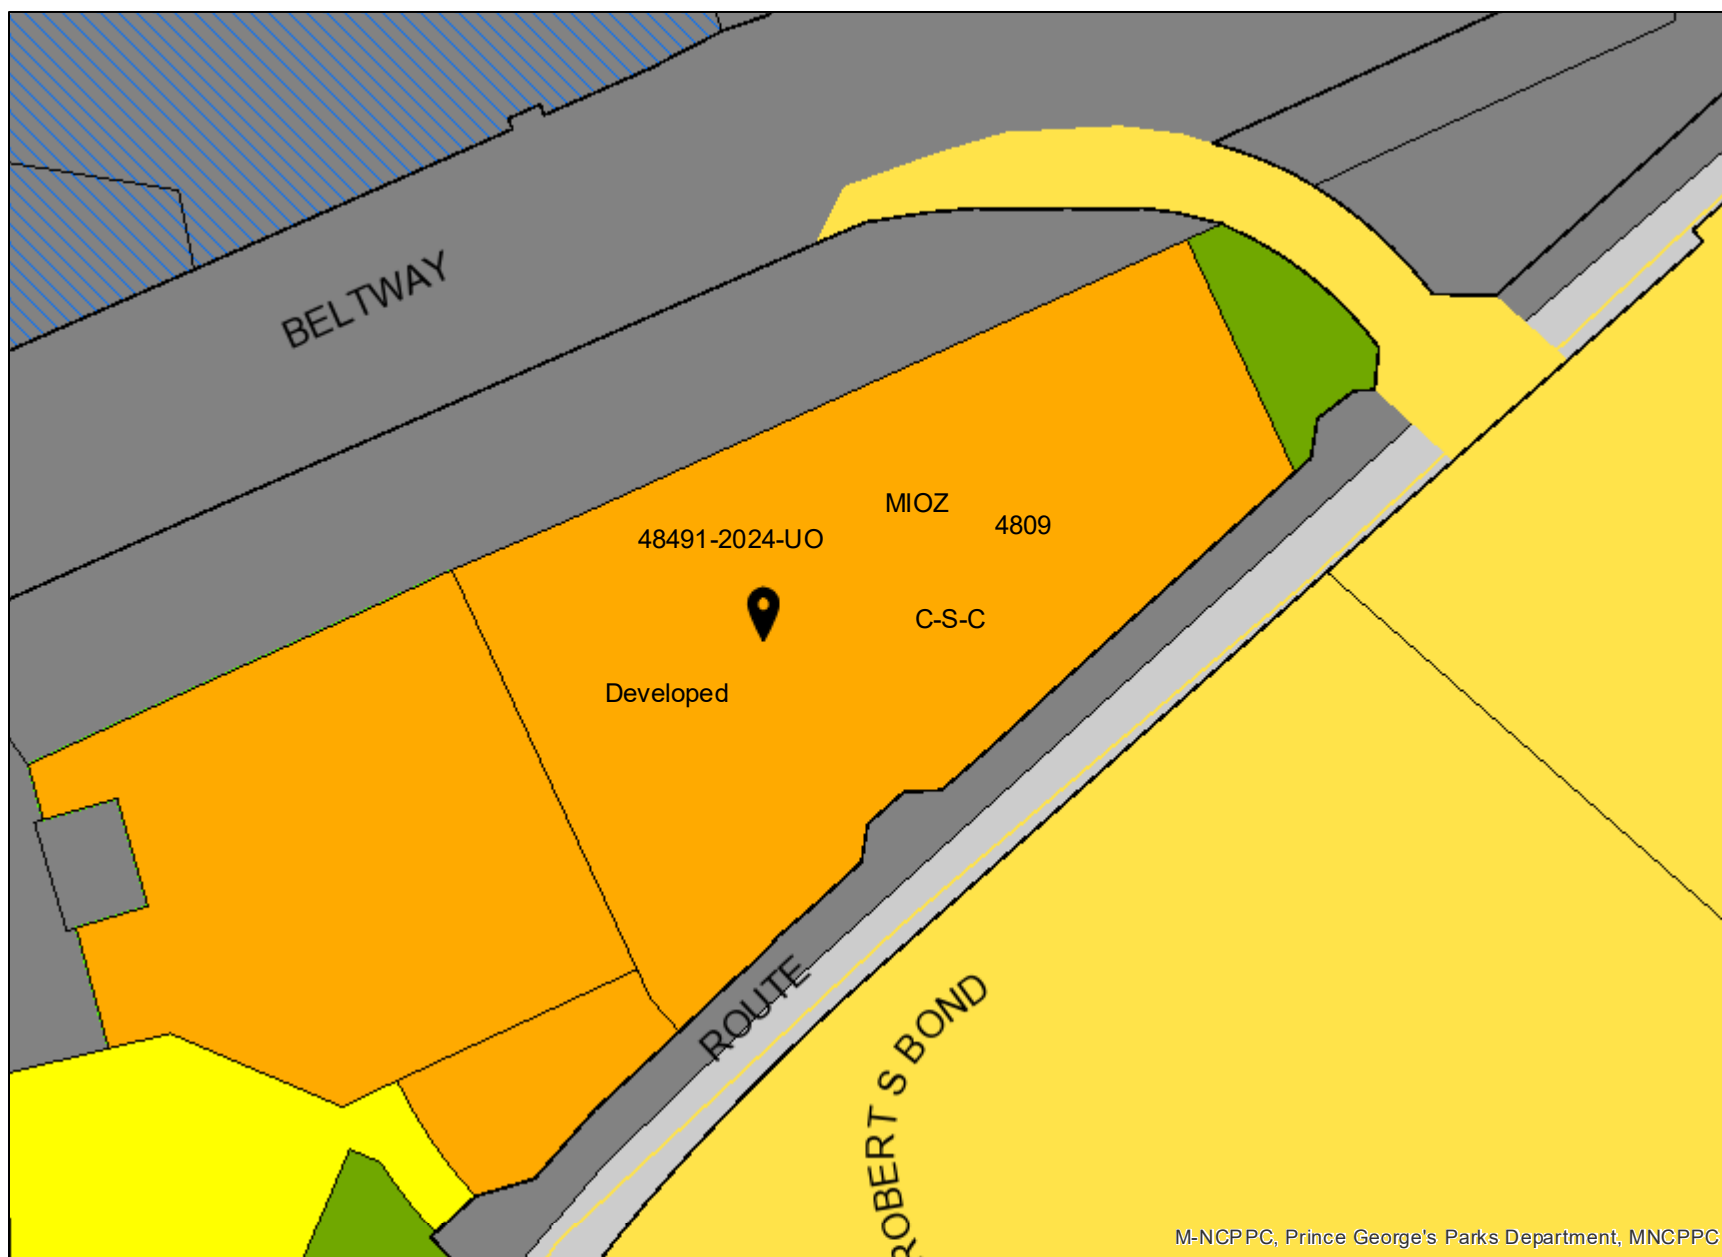 BELTWAY
MIOZ
4809
48491-2024-UO
C-S-C
Developed
ROUTE
ROBERT S BOND
M-NCPPC, Prince George's Parks Department, MNCPPC